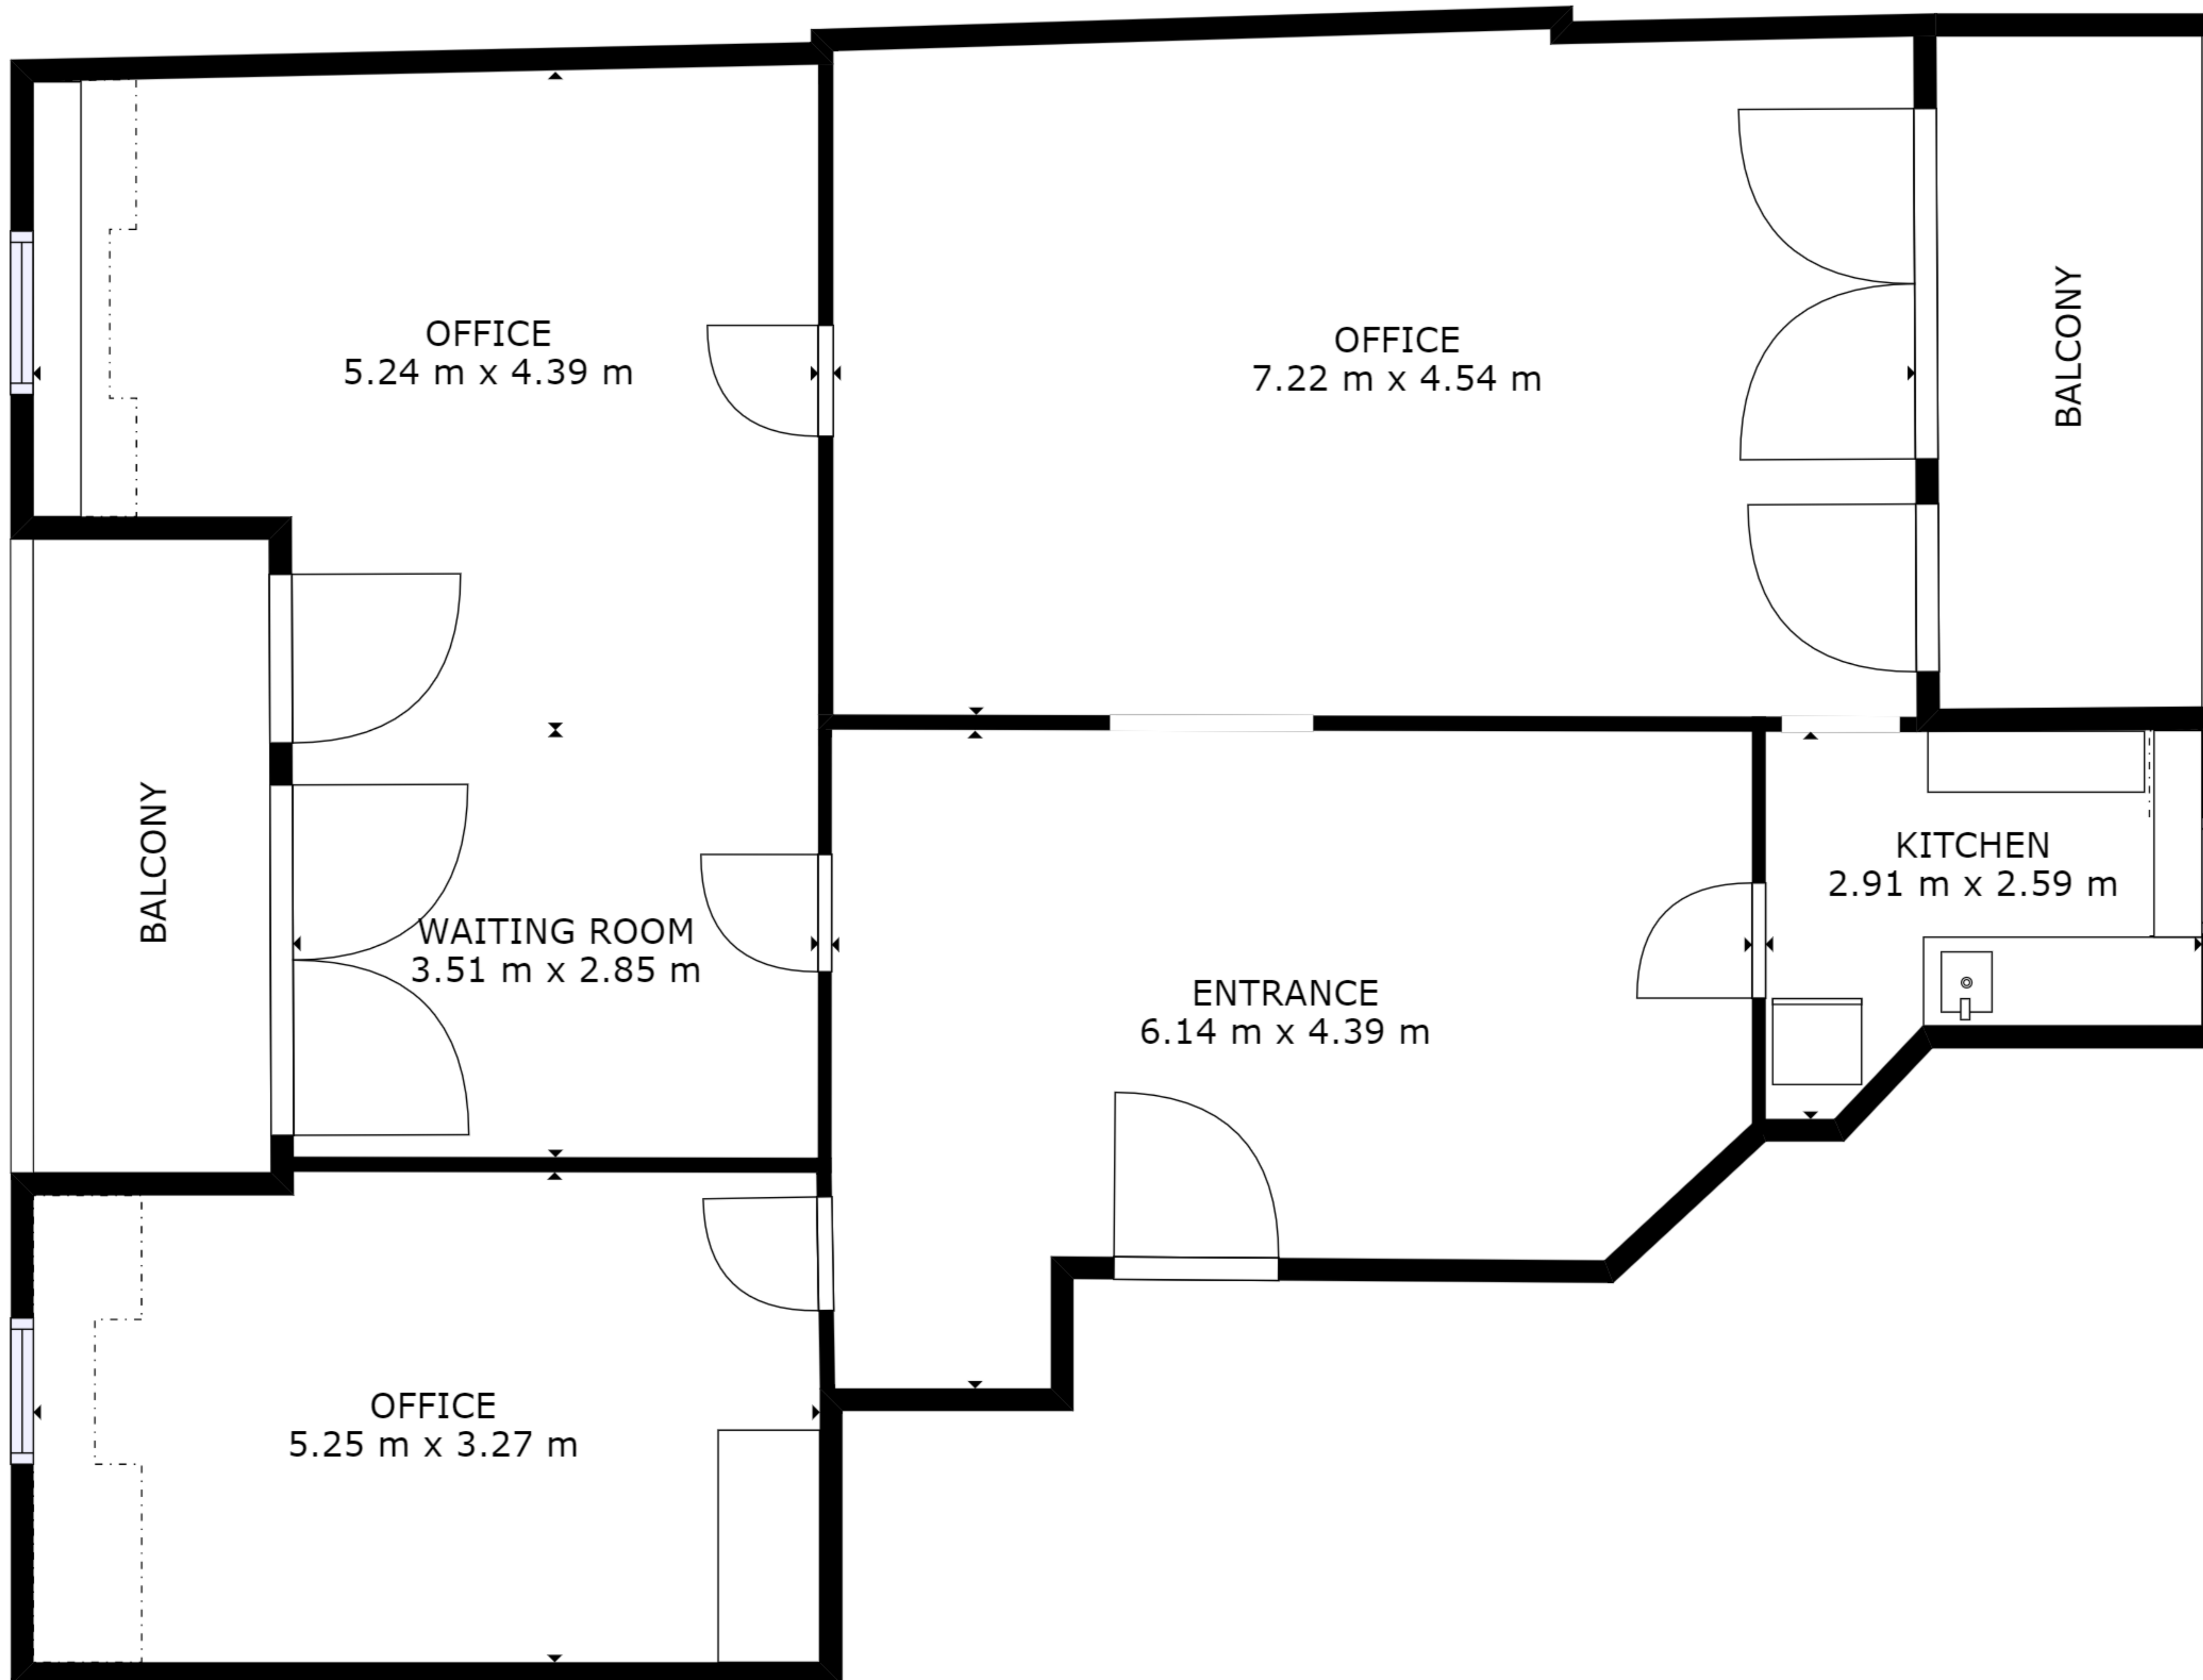 OFFICE
5.24 m x 4.39 m
OFFICE
7.22 m x 4.54 m
BALCONY
BALCONY
WAITING ROOM
3.51 m x 2.85 m
KITCHEN
2.91 m x 2.59 m
ENTRANCE
6.14 m x 4.39 m
OFFICE
5.25 m x 3.27 m